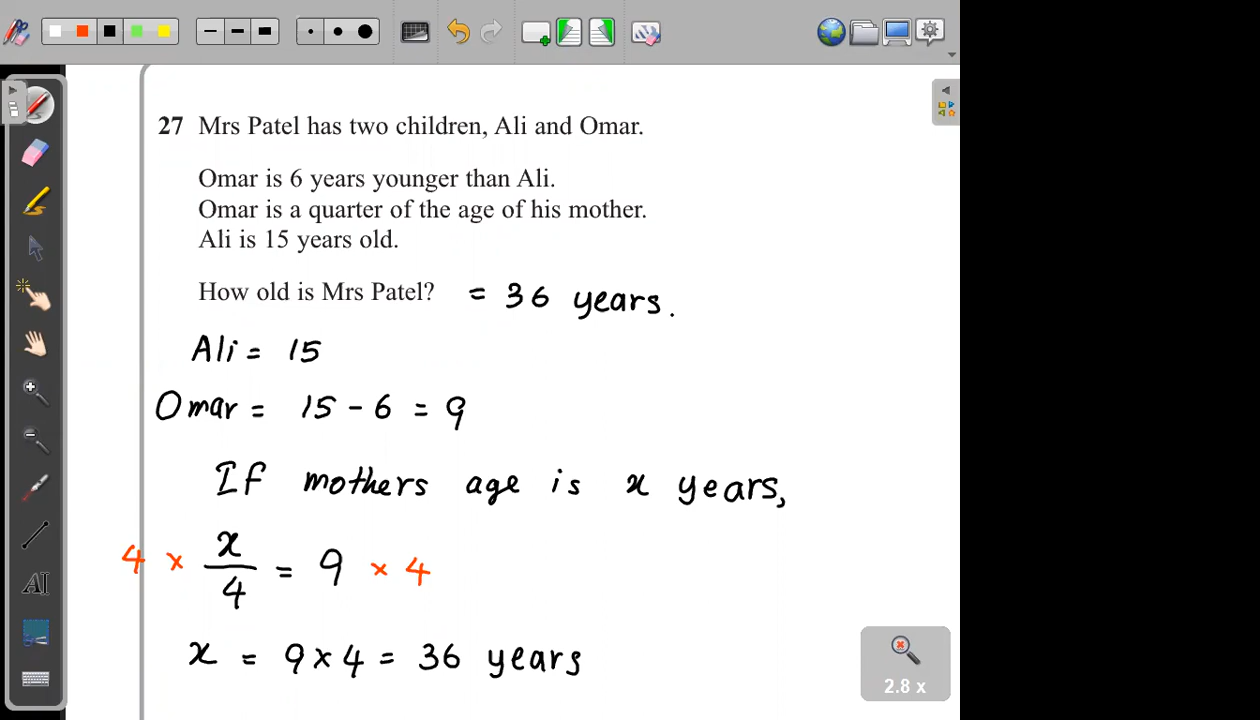 27 Mrs Patel has two children, Ali and Omar.
Omar is 6 years younger than Ali.
Omar is a quarter of the age of his mother.
Ali is 15 years old.
How old is Mrs Patel? = 36 years.
Ali = 15
Omar = 15 - 6 = 9
If mothers age is x years,
4 × x/4 = 9 × 4
x = 9 × 4 = 36 years
AI
2.8 x